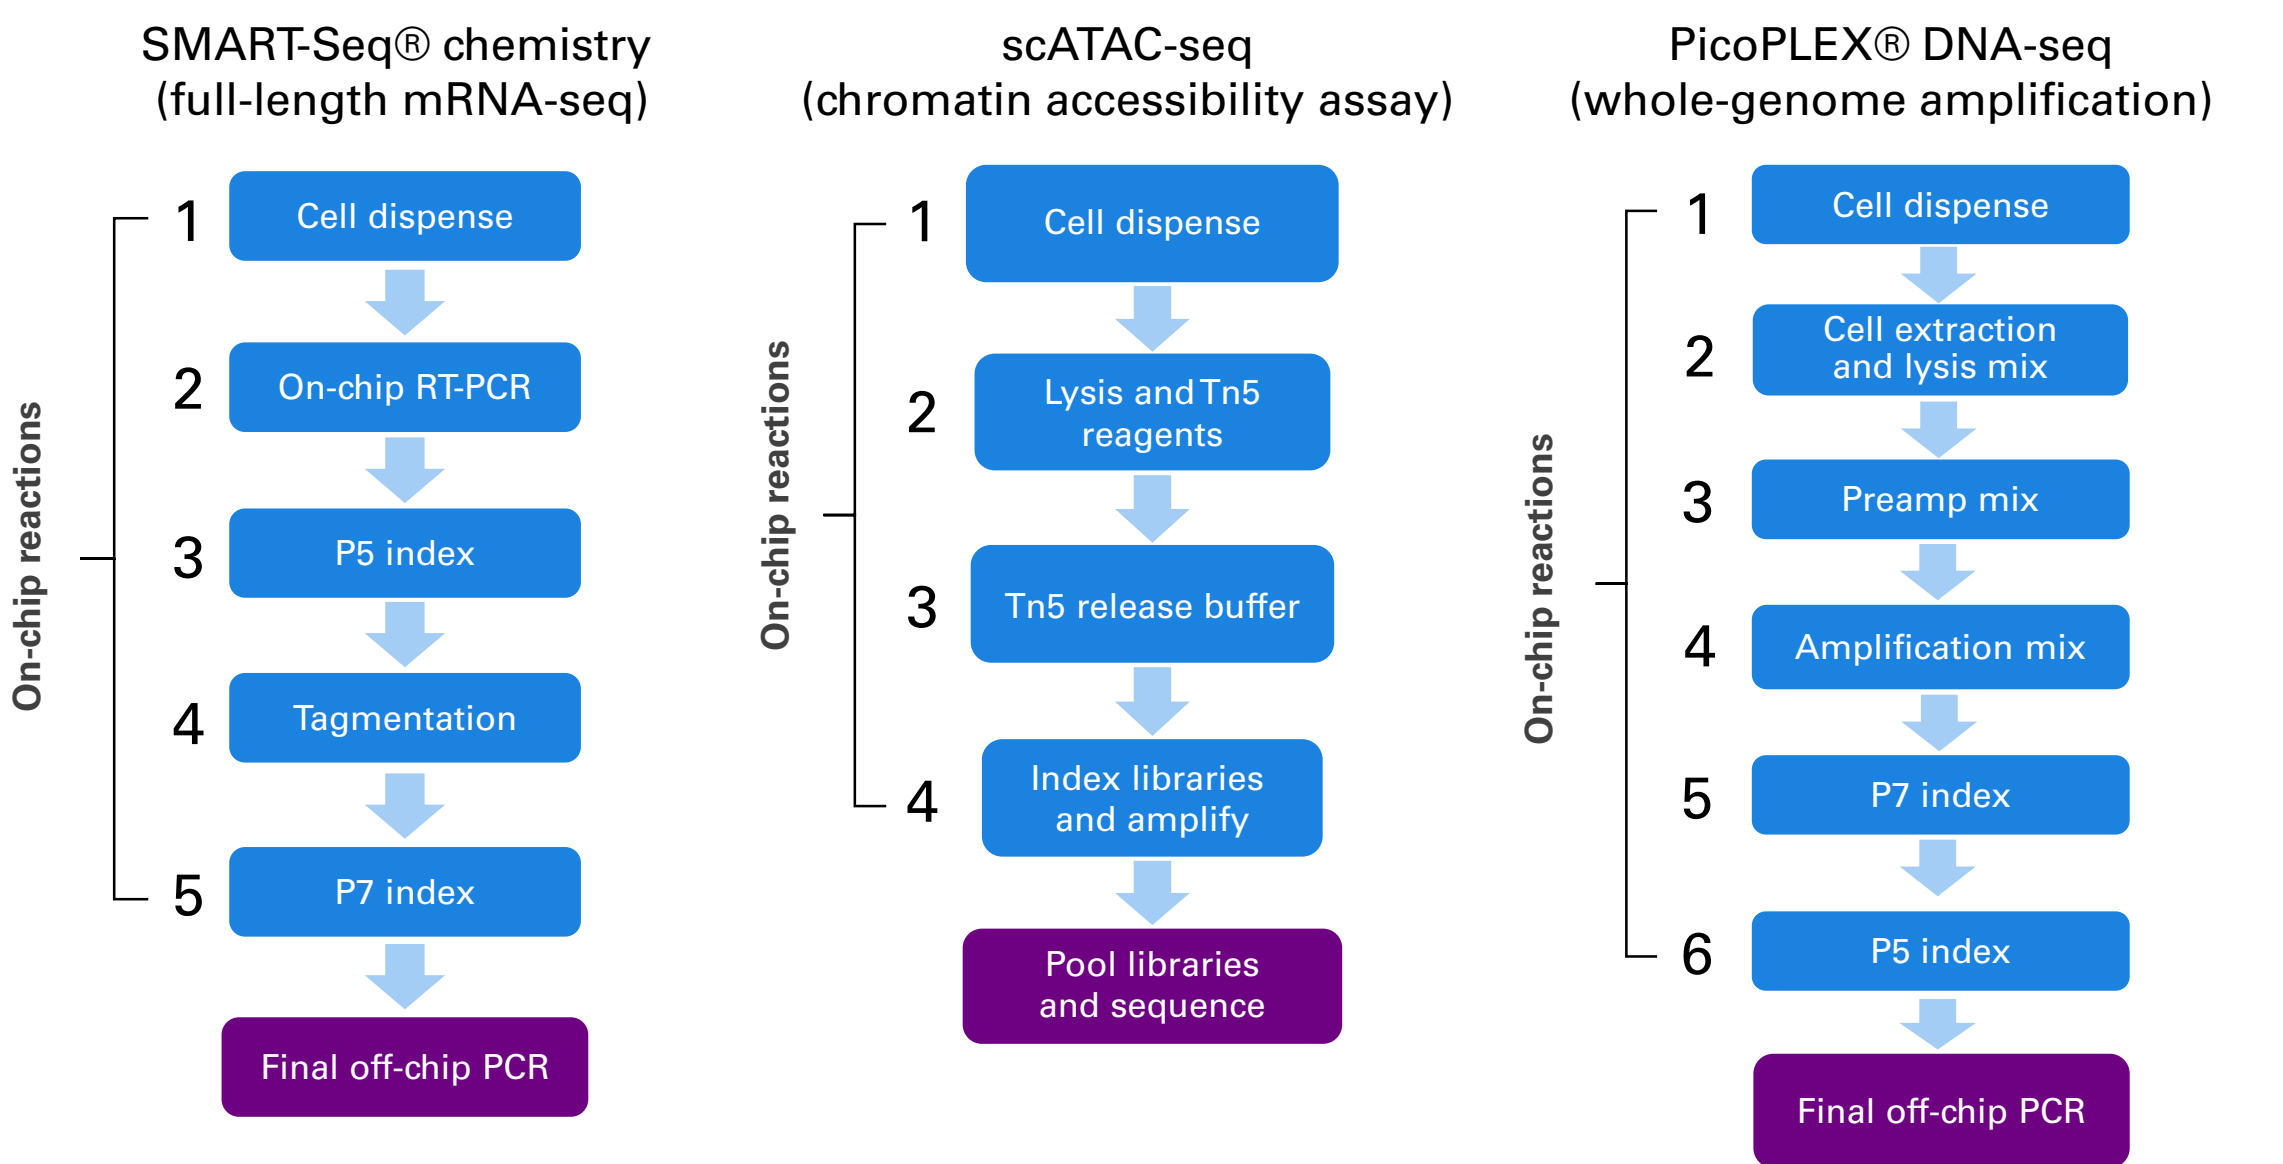 SMART-Seq® chemistry
(full-length mRNA-seq)
On-chip reactions
1
Cell dispense
2
On-chip RT-PCR
3
P5 index
4
Tagmentation
5
P7 index
Final off-chip PCR
scATAC-seq
(chromatin accessibility assay)
On-chip reactions
1
Cell dispense
2
Lysis and Tn5
reagents
3
Tn5 release buffer
4
Index libraries
and amplify
Pool libraries
and sequence
PicoPLEX® DNA-seq
(whole-genome amplification)
On-chip reactions
1
Cell dispense
2
Cell extraction
and lysis mix
3
Preamp mix
4
Amplification mix
5
P7 index
6
P5 index
Final off-chip PCR